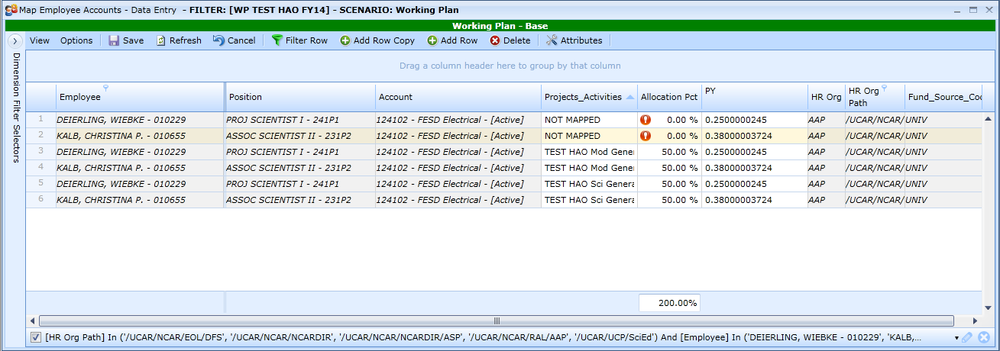 Map Employee Accounts - Data Entry - FILTER: [WP TEST HAO FY14] - SCENARIO: Working Plan
Working Plan - Base
View Options Save Refresh Cancel Filter Row Add Row Copy Add Row Delete Attributes
Dimension Filter Selectors
Drag a column header here to group by that column
Employee Position Account Projects_Activities Allocation Pct PY HR Org HR Org Path Fund_Source_Coc
1 DEIERLING, WIEBKE - 010229 PROJ SCIENTIST I - 241P1 124102 - FESD Electrical - [Active] NOT MAPPED 0.00 % 0.2500000245 AAP /UCAR/NCAR/ UNIV
2 KALB, CHRISTINA P. - 010655 ASSOC SCIENTIST II - 231P2 124102 - FESD Electrical - [Active] NOT MAPPED 0.00 % 0.38000003724 AAP /UCAR/NCAR/ UNIV
3 DEIERLING, WIEBKE - 010229 PROJ SCIENTIST I - 241P1 124102 - FESD Electrical - [Active] TEST HAO Mod Gener 50.00 % 0.2500000245 AAP /UCAR/NCAR/ UNIV
4 KALB, CHRISTINA P. - 010655 ASSOC SCIENTIST II - 231P2 124102 - FESD Electrical - [Active] TEST HAO Mod Gener 50.00 % 0.38000003724 AAP /UCAR/NCAR/ UNIV
5 DEIERLING, WIEBKE - 010229 PROJ SCIENTIST I - 241P1 124102 - FESD Electrical - [Active] TEST HAO Sci Genera 50.00 % 0.2500000245 AAP /UCAR/NCAR/ UNIV
6 KALB, CHRISTINA P. - 010655 ASSOC SCIENTIST II - 231P2 124102 - FESD Electrical - [Active] TEST HAO Sci Genera 50.00 % 0.38000003724 AAP /UCAR/NCAR/ UNIV
200.00%
[HR Org Path] In ('/UCAR/NCAR/EOL/DFS', '/UCAR/NCAR/NCARDIR', '/UCAR/NCAR/NCARDIR/ASP', '/UCAR/NCAR/RAL/AAP', '/UCAR/UCP/SciEd') And [Employee] In ('DEIERLING, WIEBKE - 010229', 'KALB,...